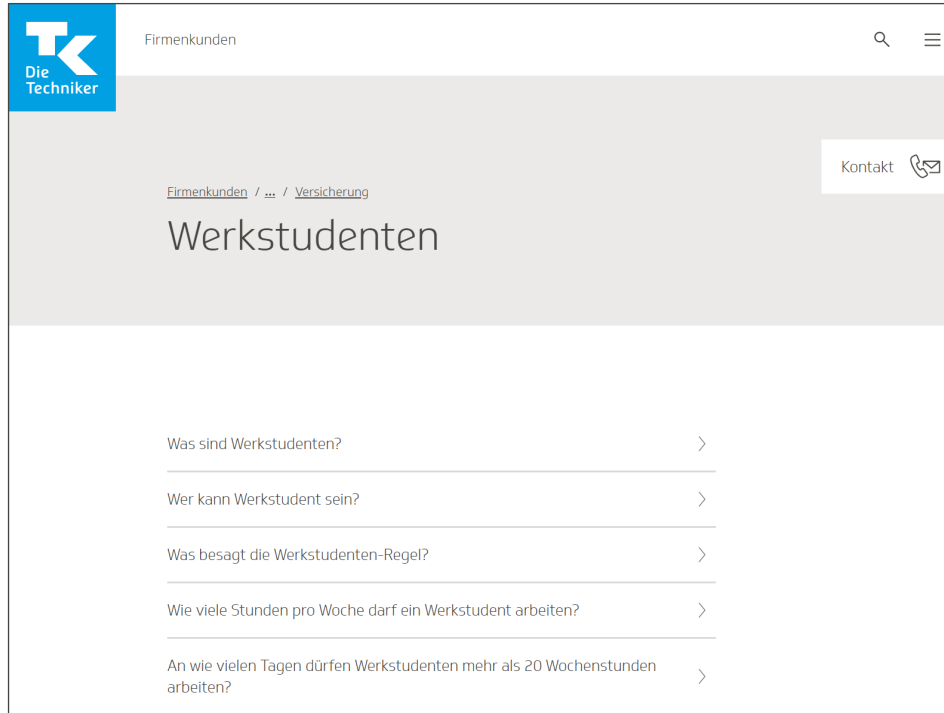 TK
Die
Techniker
Firmenkunden
Kontakt
Firmenkunden / ... / Versicherung
Werkstudenten
Was sind Werkstudenten?
Wer kann Werkstudent sein?
Was besagt die Werkstudenten-Regel?
Wie viele Stunden pro Woche darf ein Werkstudent arbeiten?
An wie vielen Tagen dürfen Werkstudenten mehr als 20 Wochenstunden
arbeiten?